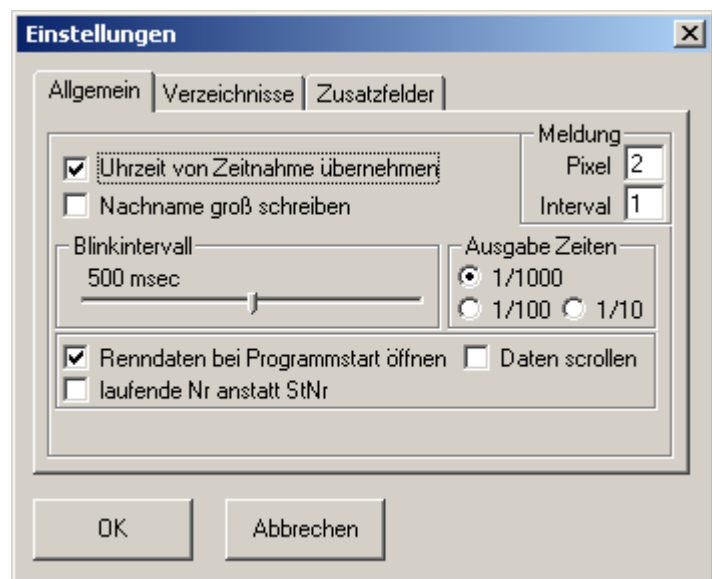 Einstellungen
Allgemein Verzeichnisse Zusatzfelder
Meldung
Uhrzeit von Zeitnahme übernehmen Pixel 2
Nachname groß schreiben Interval 1
Blinkintervall
500 msec
Ausgabe Zeiten
1/1000
1/100 1/10
Renndaten bei Programmstart öffnen Daten scrollen
laufende Nr anstatt StNr
OK Abbrechen